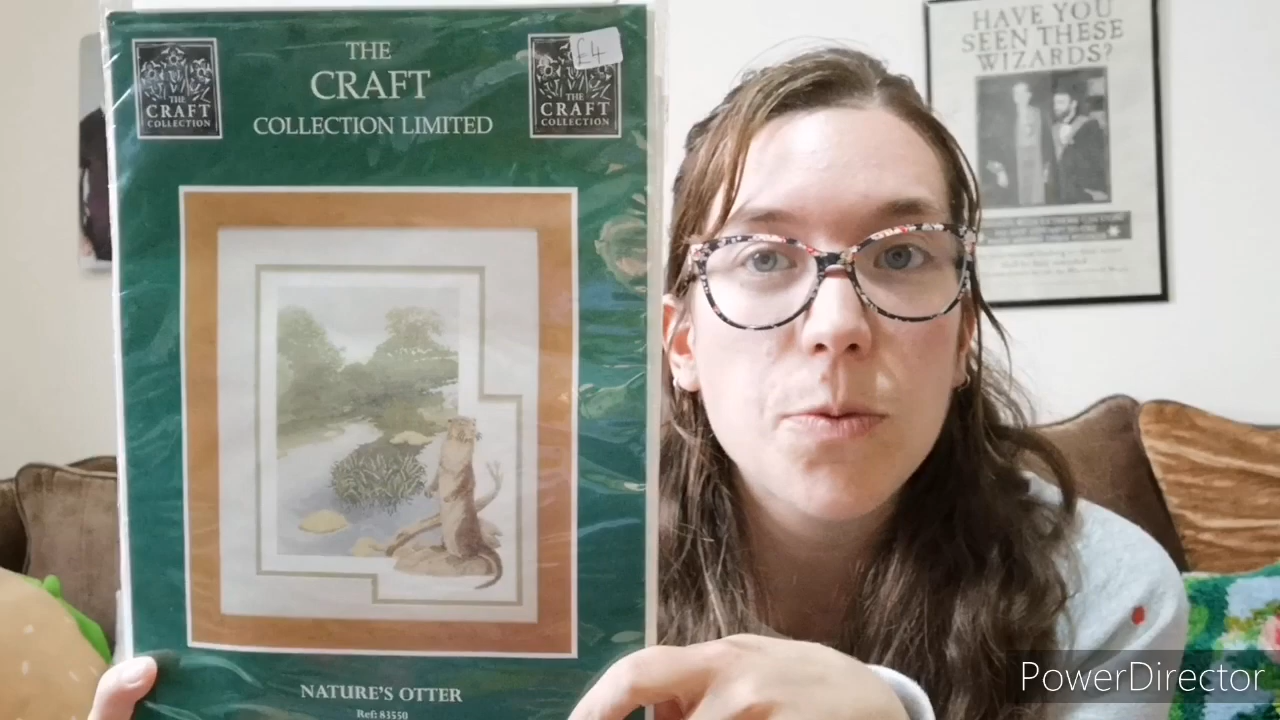 THE
CRAFT
COLLECTION LIMITED
THE
CRAFT
COLLECTION
£4
THE
CRAFT
COLLECTION
NATURE'S OTTER
Ref: 83550
HAVE YOU
SEEN THESE
WIZARDS?
PowerDirector